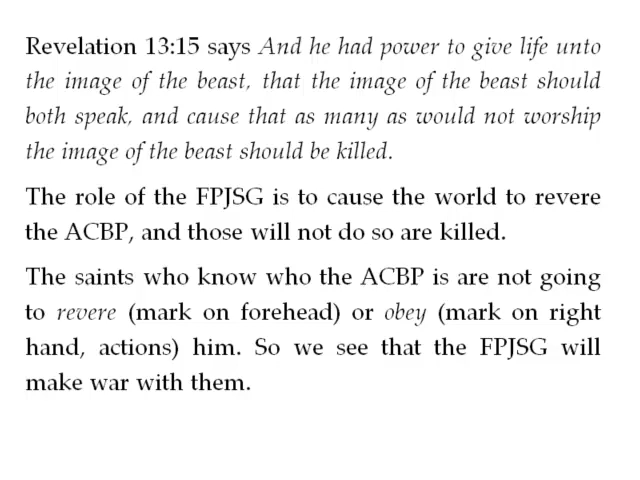 Revelation 13:15 says And he had power to give life unto
the image of the beast, that the image of the beast should
both speak, and cause that as many as would not worship
the image of the beast should be killed.
The role of the FPJSG is to cause the world to revere
the ACBP, and those will not do so are killed.
The saints who know who the ACBP is are not going
to revere (mark on forehead) or obey (mark on right
hand, actions) him. So we see that the FPJSG will
make war with them.